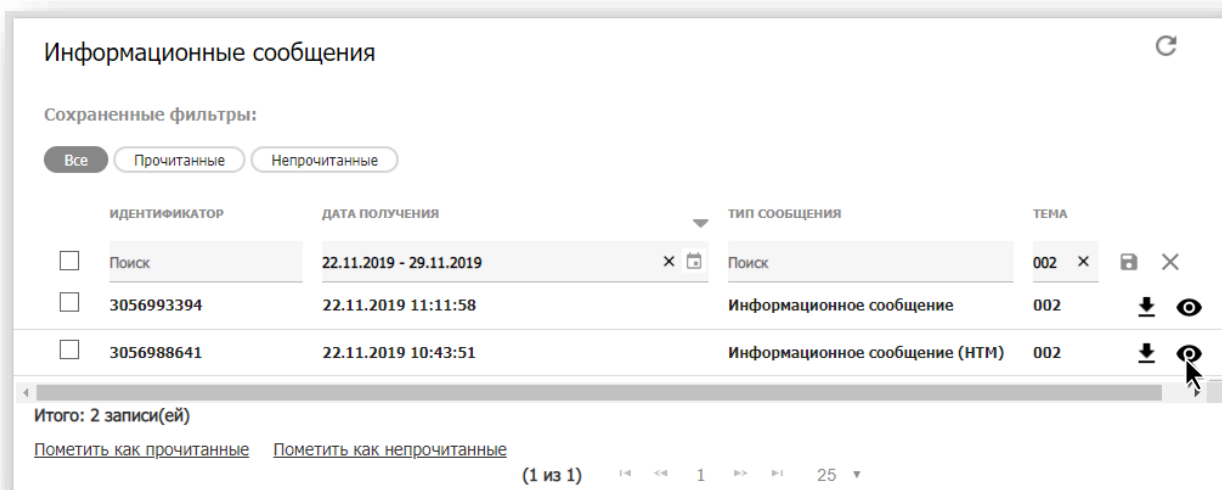 Информационные сообщения
Сохраненные фильтры:
Все Прочитанные Непрочитанные
ИДЕНТИФИКАТОР ДАТА ПОЛУЧЕНИЯ ТИП СООБЩЕНИЯ ТЕМА
Поиск 22.11.2019 - 29.11.2019 Поиск 002
3056993394 22.11.2019 11:11:58 Информационное сообщение 002
3056988641 22.11.2019 10:43:51 Информационное сообщение (HTM) 002
Итого: 2 записи(ей)
Пометить как прочитанные Пометить как непрочитанные
(1 из 1) 1 25